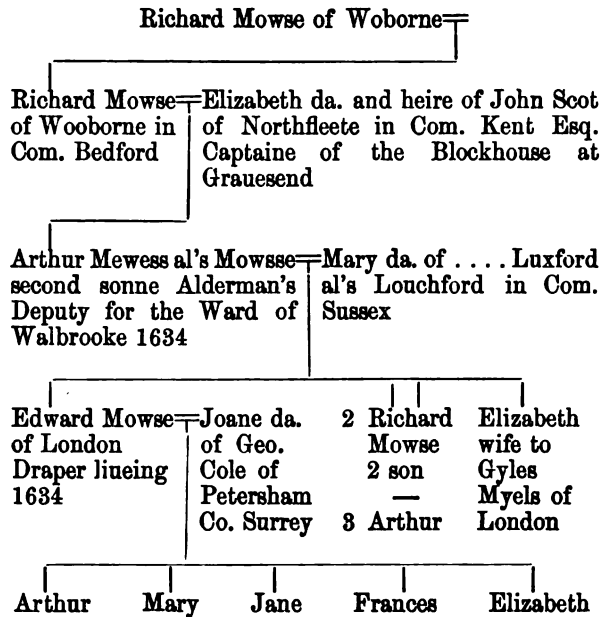 Richard Mowse of Woborne
Richard Mowse
of Wooborne in
Com. Bedford
Elizabeth da. and heire of John Scot
of Northfleete in Com. Kent Esq.
Captaine of the Blockhouse at
Grauesend
Arthur Mewess al's Mowsse
second sonne Alderman's
Deputy for the Ward of
Walbrooke 1634
Mary da. of . . . . Luxford
al's Louchford in Com.
Sussex
Edward Mowse
of London
Draper liueing
1634
Joane da.
of Geo.
Cole of
Petersham
Co. Surrey
2 Richard
Mowse
2 son
—
3 Arthur
Elizabeth
wife to
Gyles
Myels of
London
Arthur Mary Jane Frances Elizabeth